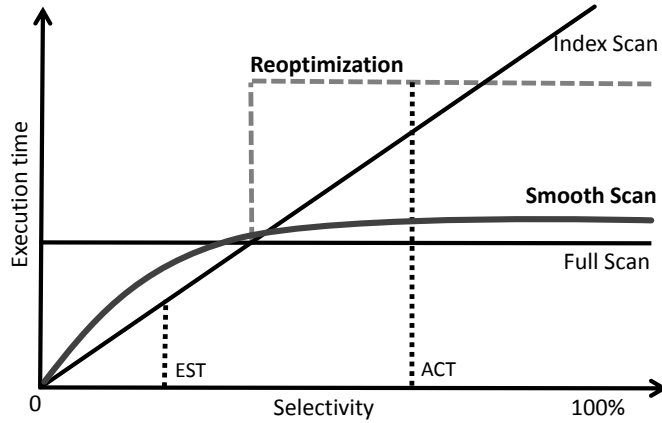 Index Scan
Reoptimization
Execution time
Smooth Scan
Full Scan
EST
ACT
0
Selectivity
100%